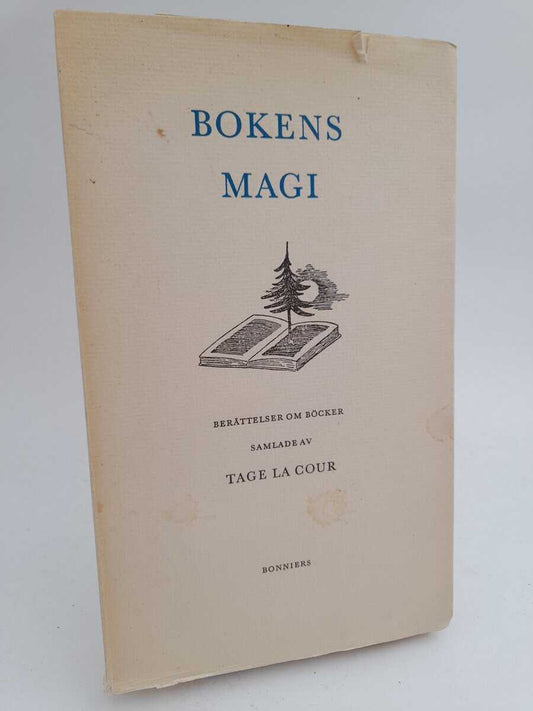 BOKENS
MAGI
BERÄTTELSER OM BÖCKER
SAMLADE AV
TAGE LA COUR
BONNIERS